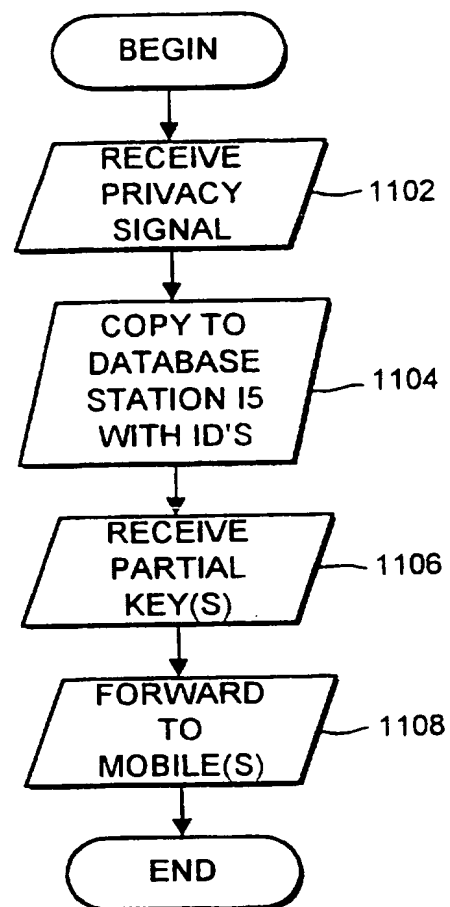 BEGIN
RECEIVE
PRIVACY
SIGNAL
1102
COPY TO
DATABASE
STATION I5
WITH ID'S
1104
RECEIVE
PARTIAL
KEY(S)
1106
FORWARD
TO
MOBILE(S)
1108
END